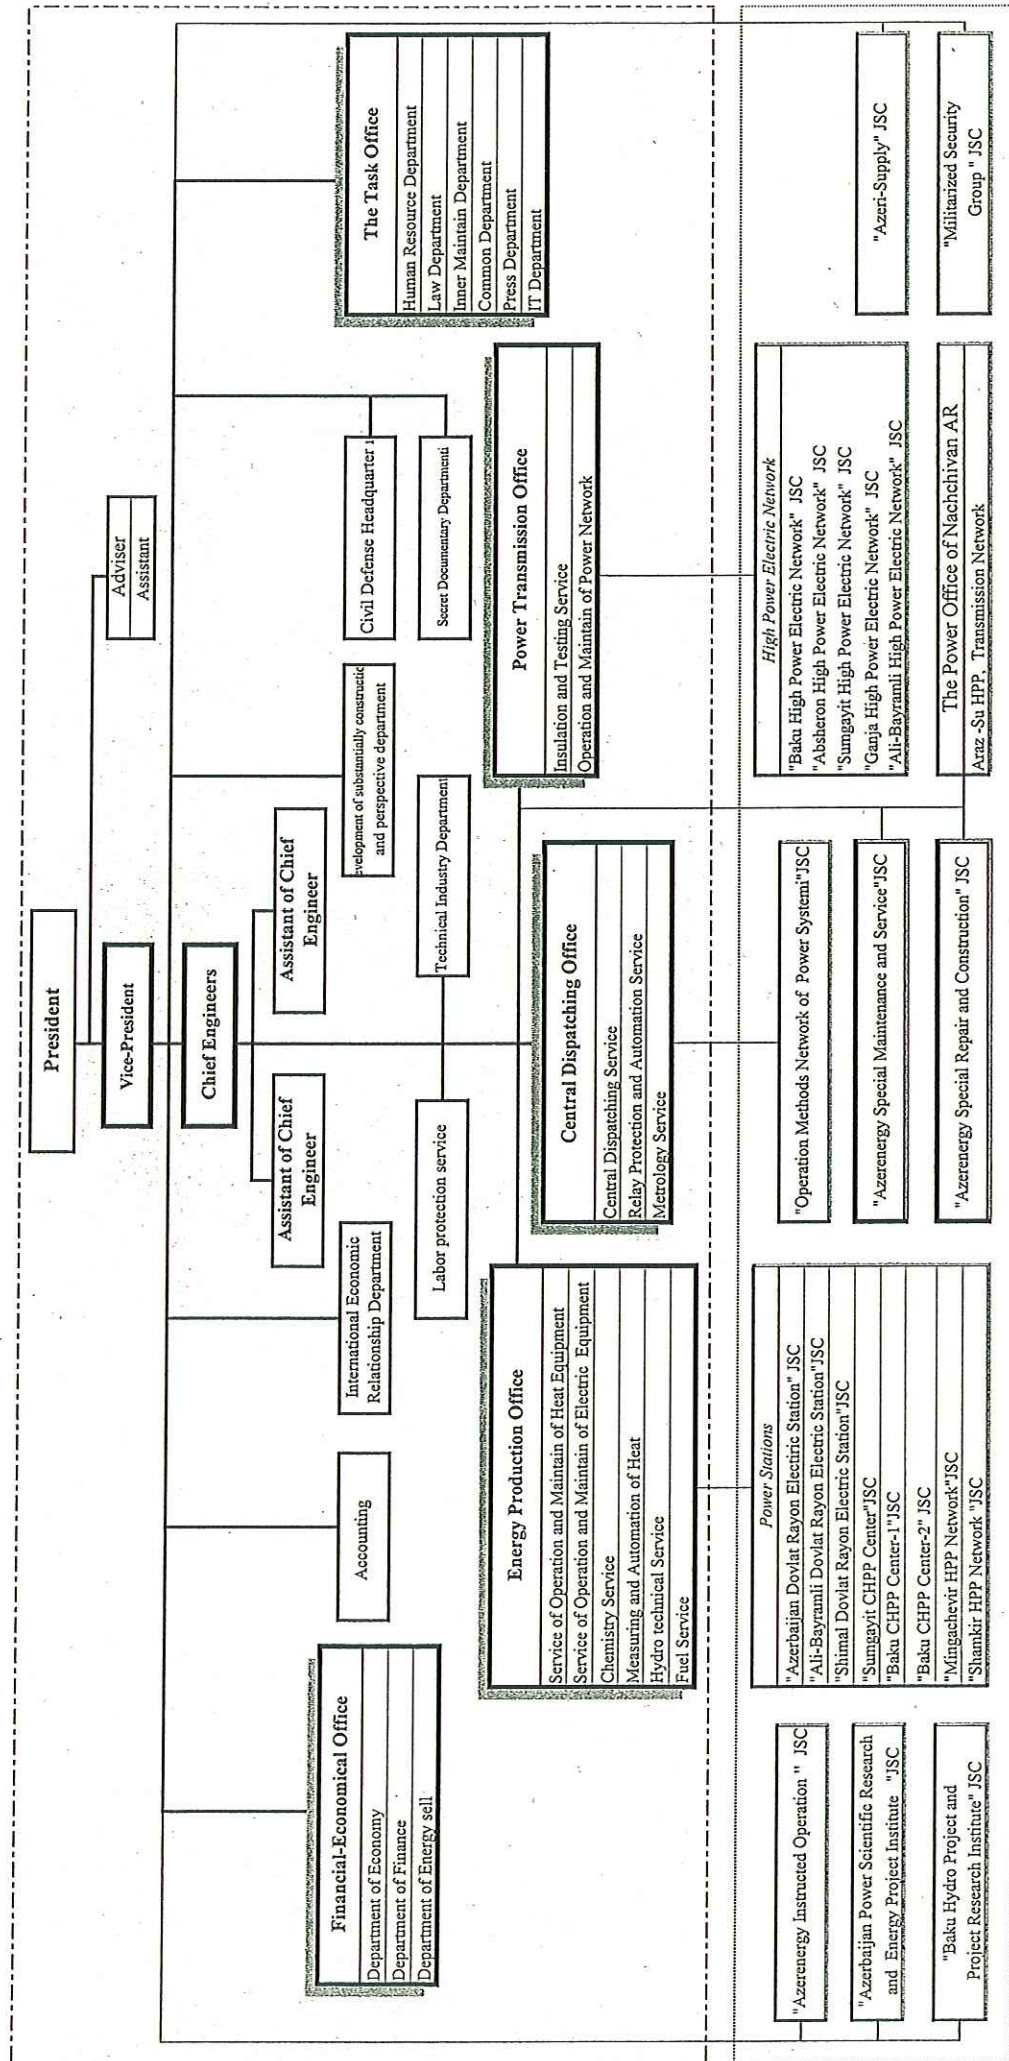 President
Adviser
Assistant
Vice-President
Chief Engineers
Assistant of Chief
Engineer
Assistant of Chief
Engineer
Financial-Economical Office
Department of Economy
Department of Finance
Department of Energy sell
Accounting
International Economic
Relationship Department
evelopment of substantially constructic
and perspective department
Civil Defense Headquarter
Secret Documentary Departmenti
The Task Office
Human Resource Department
Law Department
Inner Maintain Department
Common Department
Press Department
IT Department
Labor protection service
Technical Industry Department
Energy Production Office
Service of Operation and Maintain of Heat Equipment
Service of Operation and Maintain of Electric Equipment
Chemistry Service
Measuring and Automation of Heat
Hydro technical Service
Fuel Service
Central Dispatching Office
Central Dispatching Service
Relay Protection and Automation Service
Metrology Service
Power Transmission Office
Insulation and Testing Service
Operation and Maintain of Power Network
"Azerenergy Instructed Operation " JSC
"Azerbaijan Power Scientific Research
and Energy Project Institute "JSC
"Baku Hydro Project and
Project Research Institute" JSC
Power Stations
"Azerbaijan Dovlat Rayon Electric Station" JSC
"Ali-Bayramli Dovlat Rayon Electric Station"JSC
"Shimal Dovlat Rayon Electric Station"JSC
"Sumgayit CHPP Center"JSC
"Baku CHPP Center-1"JSC
"Baku CHPP Center-2" JSC
"Mingachevir HPP Network"JSC
"Shamkir HPP Network "JSC
"Operation Methods Network of Power Systemi"JSC
"Azerenergy Special Maintenance and Service"JSC
"Azerenergy Special Repair and Construction" JSC
High Power Electric Network
"Baku High Power Electric Network" JSC
"Absheron High Power Electric Network" JSC
"Sumgayit High Power Electric Network" JSC
"Ganja High Power Electric Network" JSC
"Ali-Bayramli High Power Electric Network" JSC
The Power Office of Nachchivan AR
Araz -Su HPP, Transmission Network
"Azeri-Supply" JSC
"Militarized Security
Group " JSC